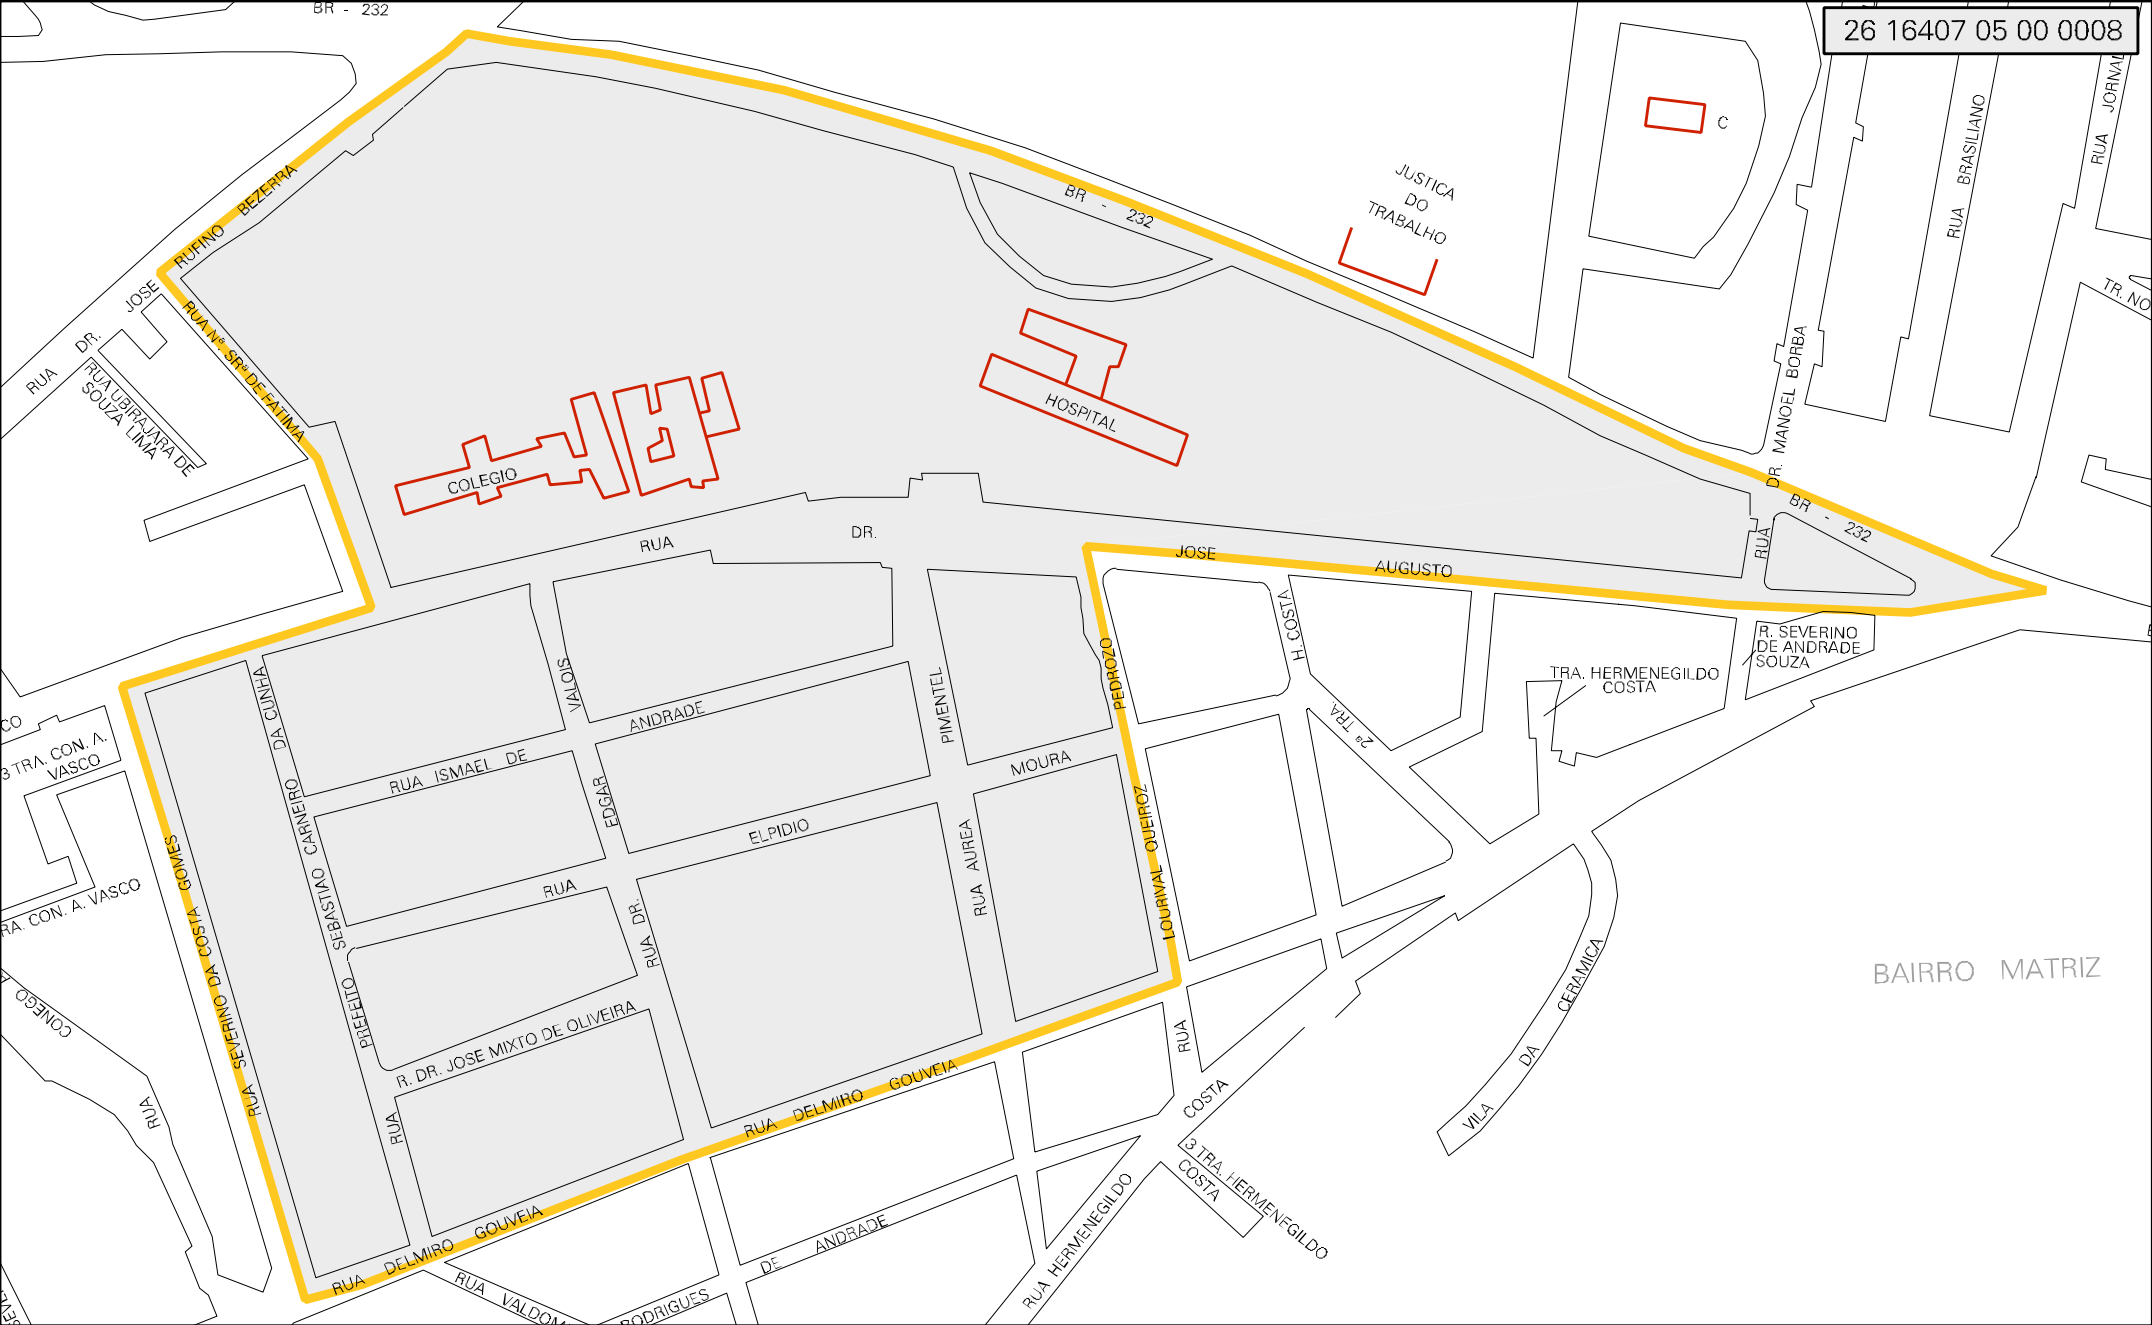 BR - 232
26 16407 05 00 0008
RUA JOSE RUFINO BEZERRA
DR.
RUA Nª. SRª DE FATIMA
RUA UBIRAJARA DE
SOUZA LIMA
BR - 232
JUSTICA
DO
TRABALHO
C
RUA BRASILIANO
RUA
TR. NO
RUA DR. MANOEL BORBA
BR - 232
HOSPITAL
COLEGIO
RUA DR. JOSE AUGUSTO
R. SEVERINO
DE ANDRADE
SOUZA
TRA. HERMENEGILDO
COSTA
H. COSTA
2ª TRA.
RUA LOURIVAL QUEIROZ PEDROZO
RUA AUREA PIMENTEL
RUA DR. EDGAR VALOIS
RUA ISMAEL DE ANDRADE
RUA ELPIDIO MOURA
RUA PREFEITO SEBASTIAO CARNEIRO DA CUNHA
R. DR. JOSE MIXTO DE OLIVEIRA
RUA SEVERINO DA COSTA GOMES
3 TRA. CON. A.
VASCO
CO
RA. CON. A. VASCO
RUA CONEGO
RUA DELMIRO GOUVEIA
RUA DELMIRO GOUVEIA
RODRIGUES DE ANDRADE
RUA HERMENEGILDO COSTA
3 TRA. HERMENEGILDO
COSTA
VILA DA CERAMICA
BAIRRO MATRIZ